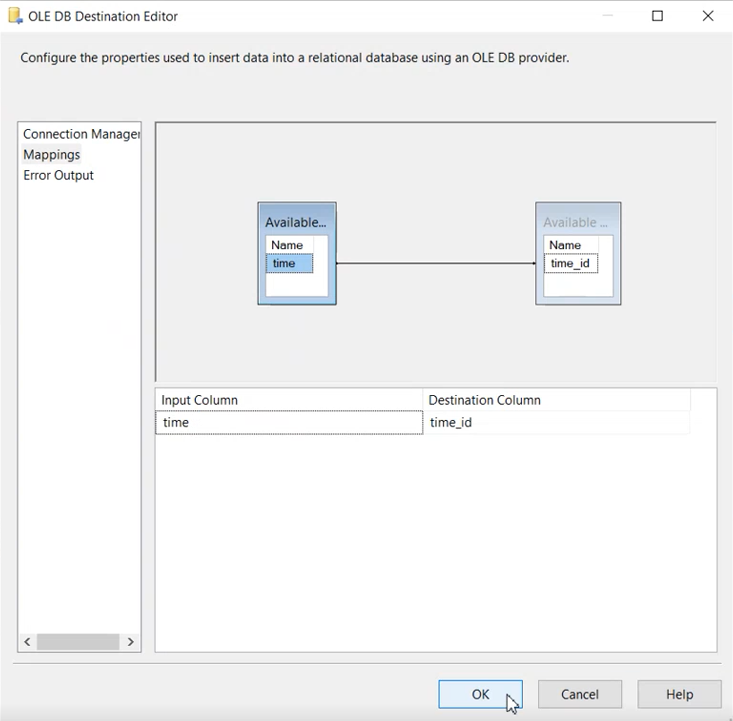 OLE DB Destination Editor
Configure the properties used to insert data into a relational database using an OLE DB provider.
Connection Manager
Mappings
Error Output
Available...
Name
time
Available ...
Name
time_id
Input Column
Destination Column
time
time_id
OK
Cancel
Help